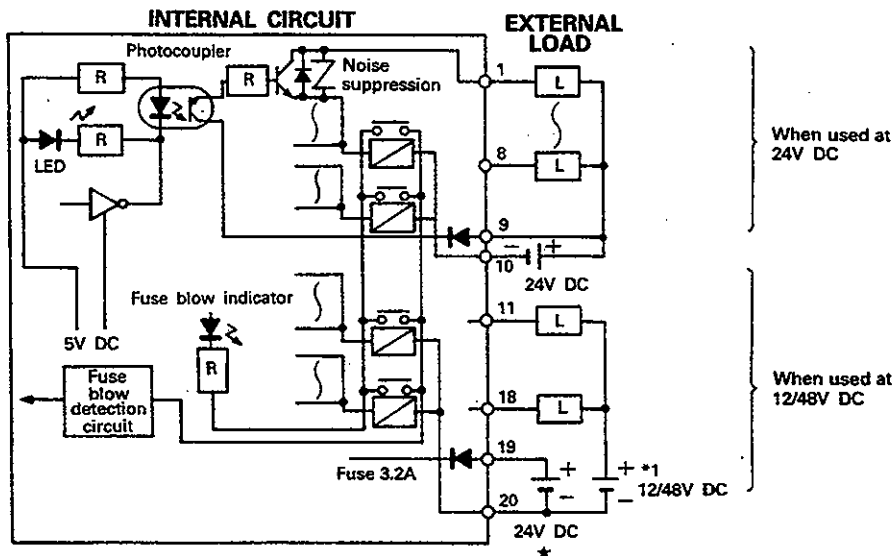 INTERNAL CIRCUIT
EXTERNAL
LOAD
Photocoupler
R
R
Noise
suppression
1
L
LED
R
8
L
When used at
24V DC
9
10
− +
24V DC
Fuse blow indicator
11
L
5V DC
R
Fuse
blow
detection
circuit
18
L
When used at
12/48V DC
19
Fuse 3.2A
+
−
+
−
*1
12/48V DC
20
24V DC
★